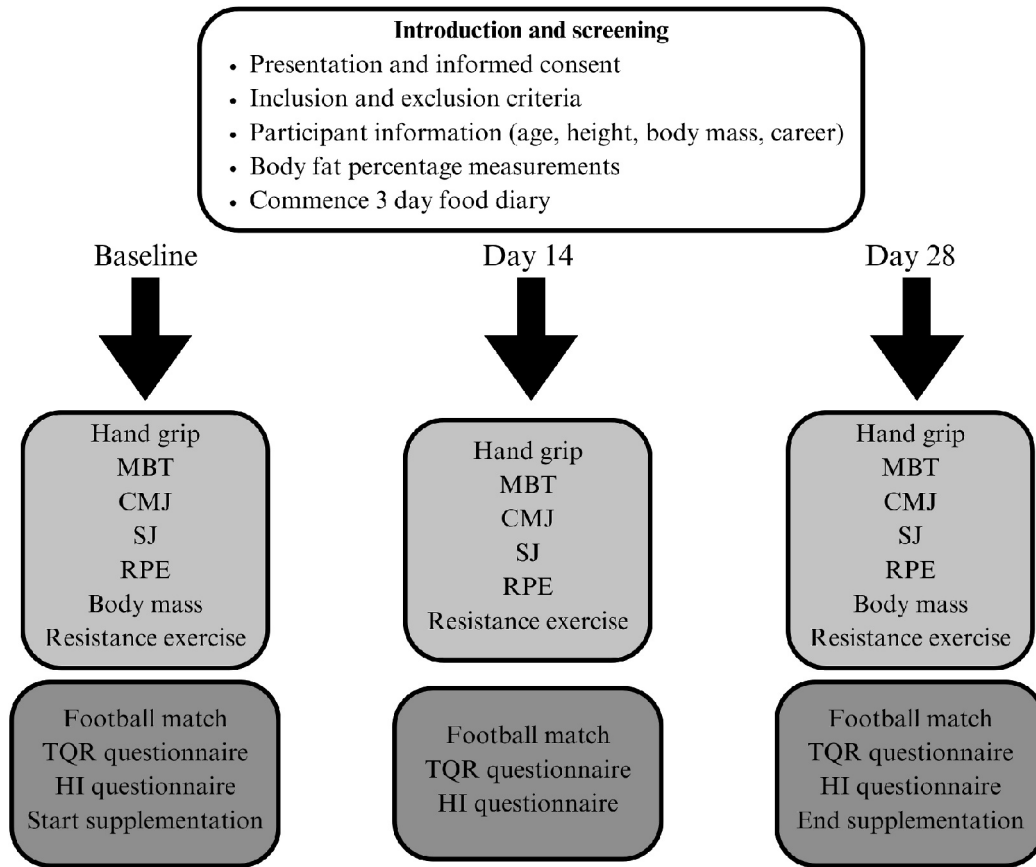 Introduction and screening
• Presentation and informed consent
• Inclusion and exclusion criteria
• Participant information (age, height, body mass, career)
• Body fat percentage measurements
• Commence 3 day food diary
Baseline
Hand grip
MBT
CMJ
SJ
RPE
Body mass
Resistance exercise
Football match
TQR questionnaire
HI questionnaire
Start supplementation
Day 14
Hand grip
MBT
CMJ
SJ
RPE
Resistance exercise
Football match
TQR questionnaire
HI questionnaire
Day 28
Hand grip
MBT
CMJ
SJ
RPE
Body mass
Resistance exercise
Football match
TQR questionnaire
HI questionnaire
End supplementation